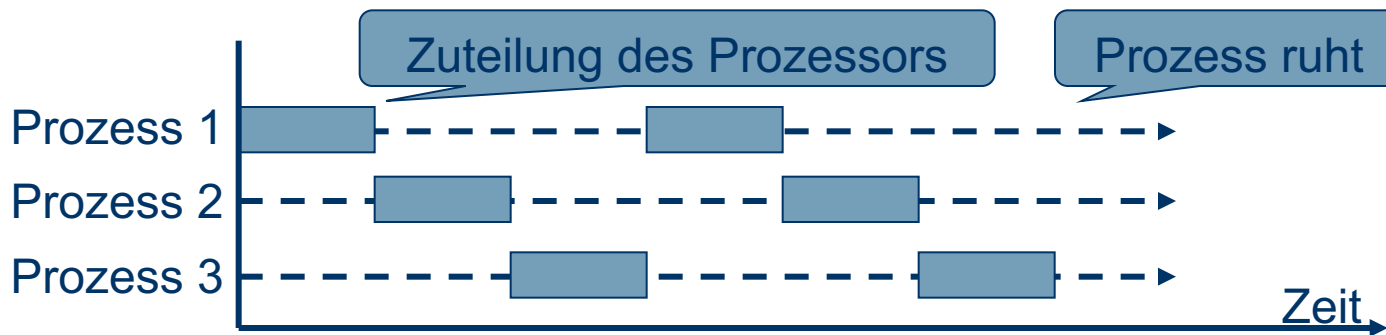 Zuteilung des Prozessors
Prozess ruht
Prozess 1
Prozess 2
Prozess 3
Zeit